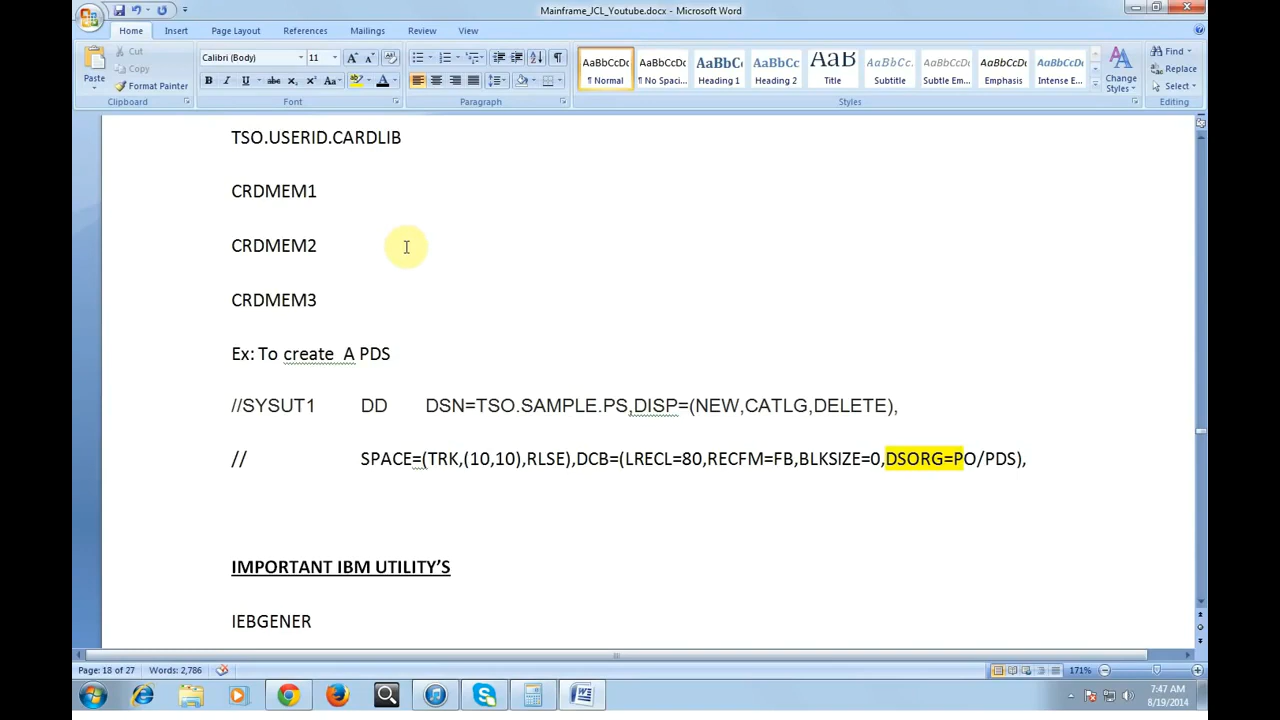 Mainframe_JCL_Youtube.docx - Microsoft Word
Home Insert Page Layout References Mailings Review View
Paste
Cut
Copy
Format Painter
Clipboard
Calibri (Body) 11
B I U abc x₂ x² Aa
Font
Paragraph
AaBbCcDc AaBbCcDc AaBbC AaBbCc AaB AaBbCc. AaBbCcDc AaBbCcDc AaBbCcDc
¶ Normal ¶ No Spaci... Heading 1 Heading 2 Title Subtitle Subtle Em... Emphasis Intense E...
Change Styles
Styles
Find
Replace
Select
Editing
TSO.USERID.CARDLIB
CRDMEM1
CRDMEM2
CRDMEM3
Ex: To create A PDS
//SYSUT1 DD DSN=TSO.SAMPLE.PS,DISP=(NEW,CATLG,DELETE),
// SPACE=(TRK,(10,10),RLSE),DCB=(LRECL=80,RECFM=FB,BLKSIZE=0,DSORG=PO/PDS),
IMPORTANT IBM UTILITY’S
IEBGENER
Page: 18 of 27 Words: 2,786 171%
7:47 AM
8/19/2014